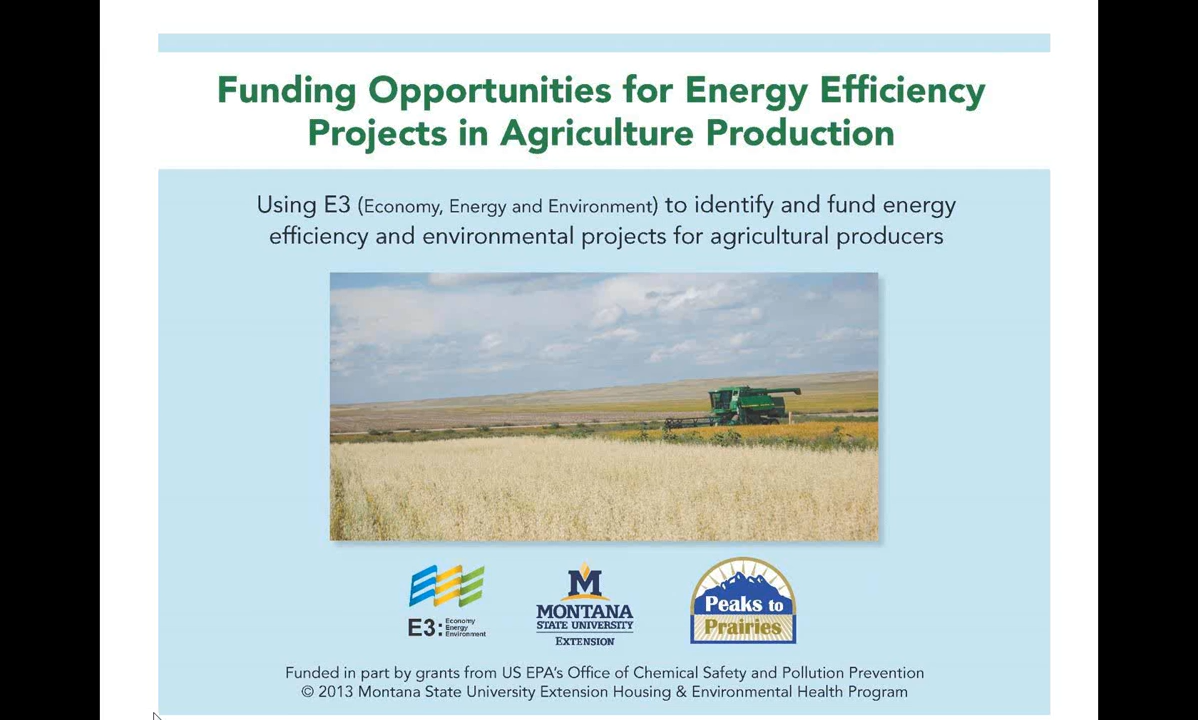 Funding Opportunities for Energy Efficiency
Projects in Agriculture Production
Using E3 (Economy, Energy and Environment) to identify and fund energy
efficiency and environmental projects for agricultural producers
E3: Economy
Energy
Environment
M
MONTANA
STATE UNIVERSITY
EXTENSION
Peaks to
Prairies
Funded in part by grants from US EPA's Office of Chemical Safety and Pollution Prevention
© 2013 Montana State University Extension Housing & Environmental Health Program